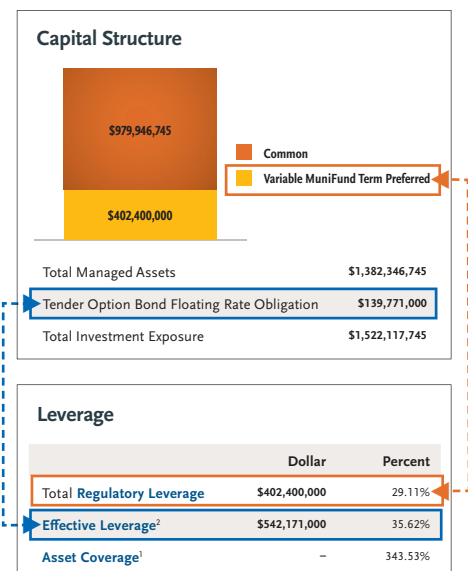 Capital Structure
$979,946,745
Common
Variable MuniFund Term Preferred
$402,400,000
Total Managed Assets $1,382,346,745
Tender Option Bond Floating Rate Obligation $139,771,000
Total Investment Exposure $1,522,117,745
Leverage
Dollar Percent
Total Regulatory Leverage $402,400,000 29.11%
Effective Leverage² $542,171,000 35.62%
Asset Coverage¹ – 343.53%